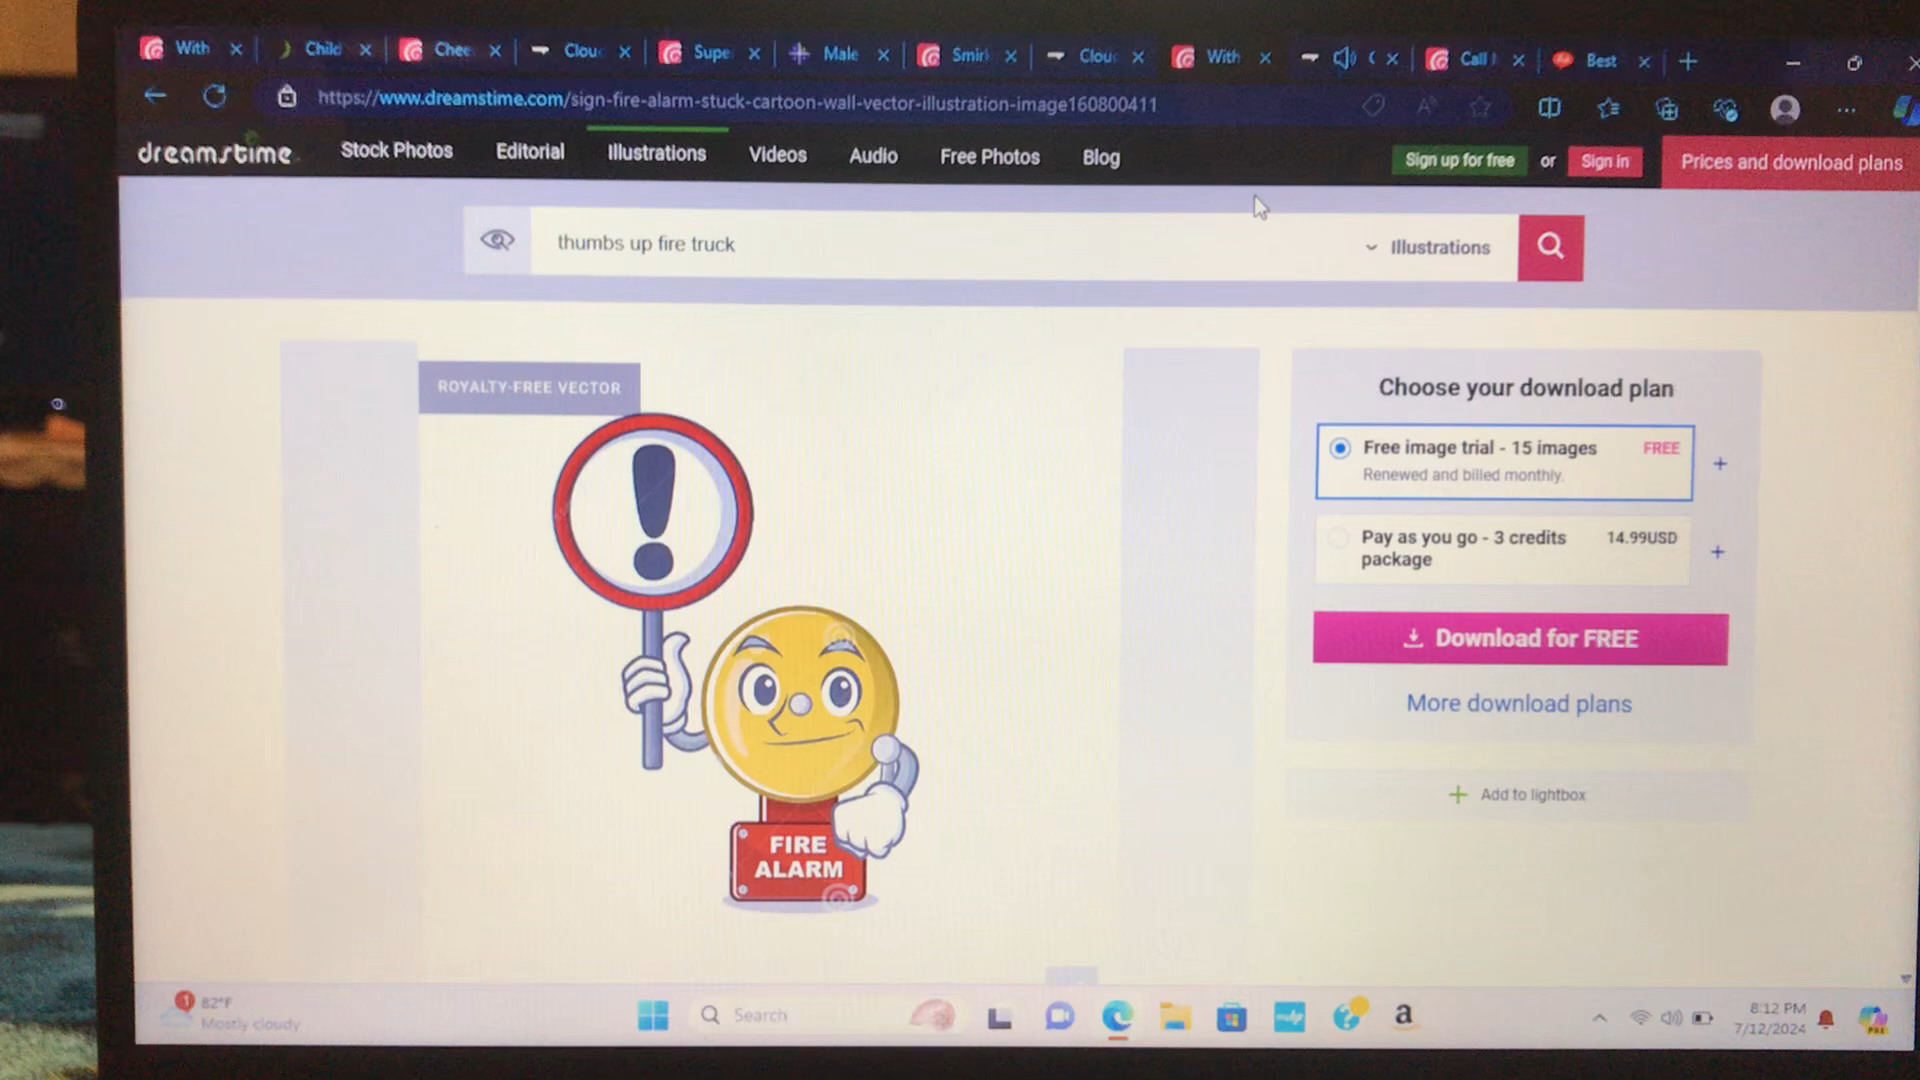 With
Child
Chee
Clou
Supe
Male
Smir
Clou
With
Call
Best
https://www.dreamstime.com/sign-fire-alarm-stuck-cartoon-wall-vector-illustration-image160800411
dreamstime
Stock Photos
Editorial
Illustrations
Videos
Audio
Free Photos
Blog
Sign up for free
or
Sign in
Prices and download plans
thumbs up fire truck
Illustrations
ROYALTY-FREE VECTOR
!
FIRE
ALARM
Choose your download plan
Free image trial - 15 images
FREE
Renewed and billed monthly.
Pay as you go - 3 credits
package
14.99USD
Download for FREE
More download plans
Add to lightbox
1
82°F
Mostly cloudy
Search
8:12 PM
7/12/2024